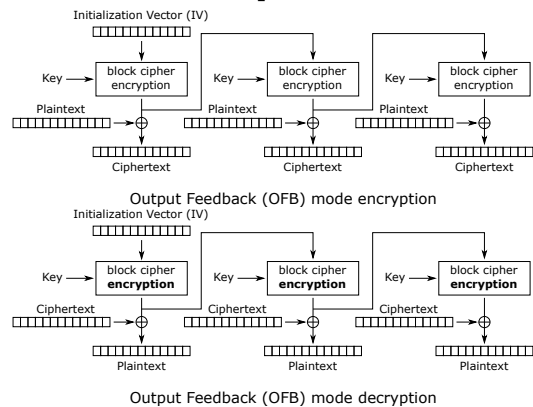 Initialization Vector (IV)
block cipher encryption block cipher encryption block cipher encryption
Key Key Key
Plaintext Plaintext Plaintext
Ciphertext Ciphertext Ciphertext
Output Feedback (OFB) mode encryption
Initialization Vector (IV)
block cipher encryption block cipher encryption block cipher encryption
Key Key Key
Ciphertext Ciphertext Ciphertext
Plaintext Plaintext Plaintext
Output Feedback (OFB) mode decryption